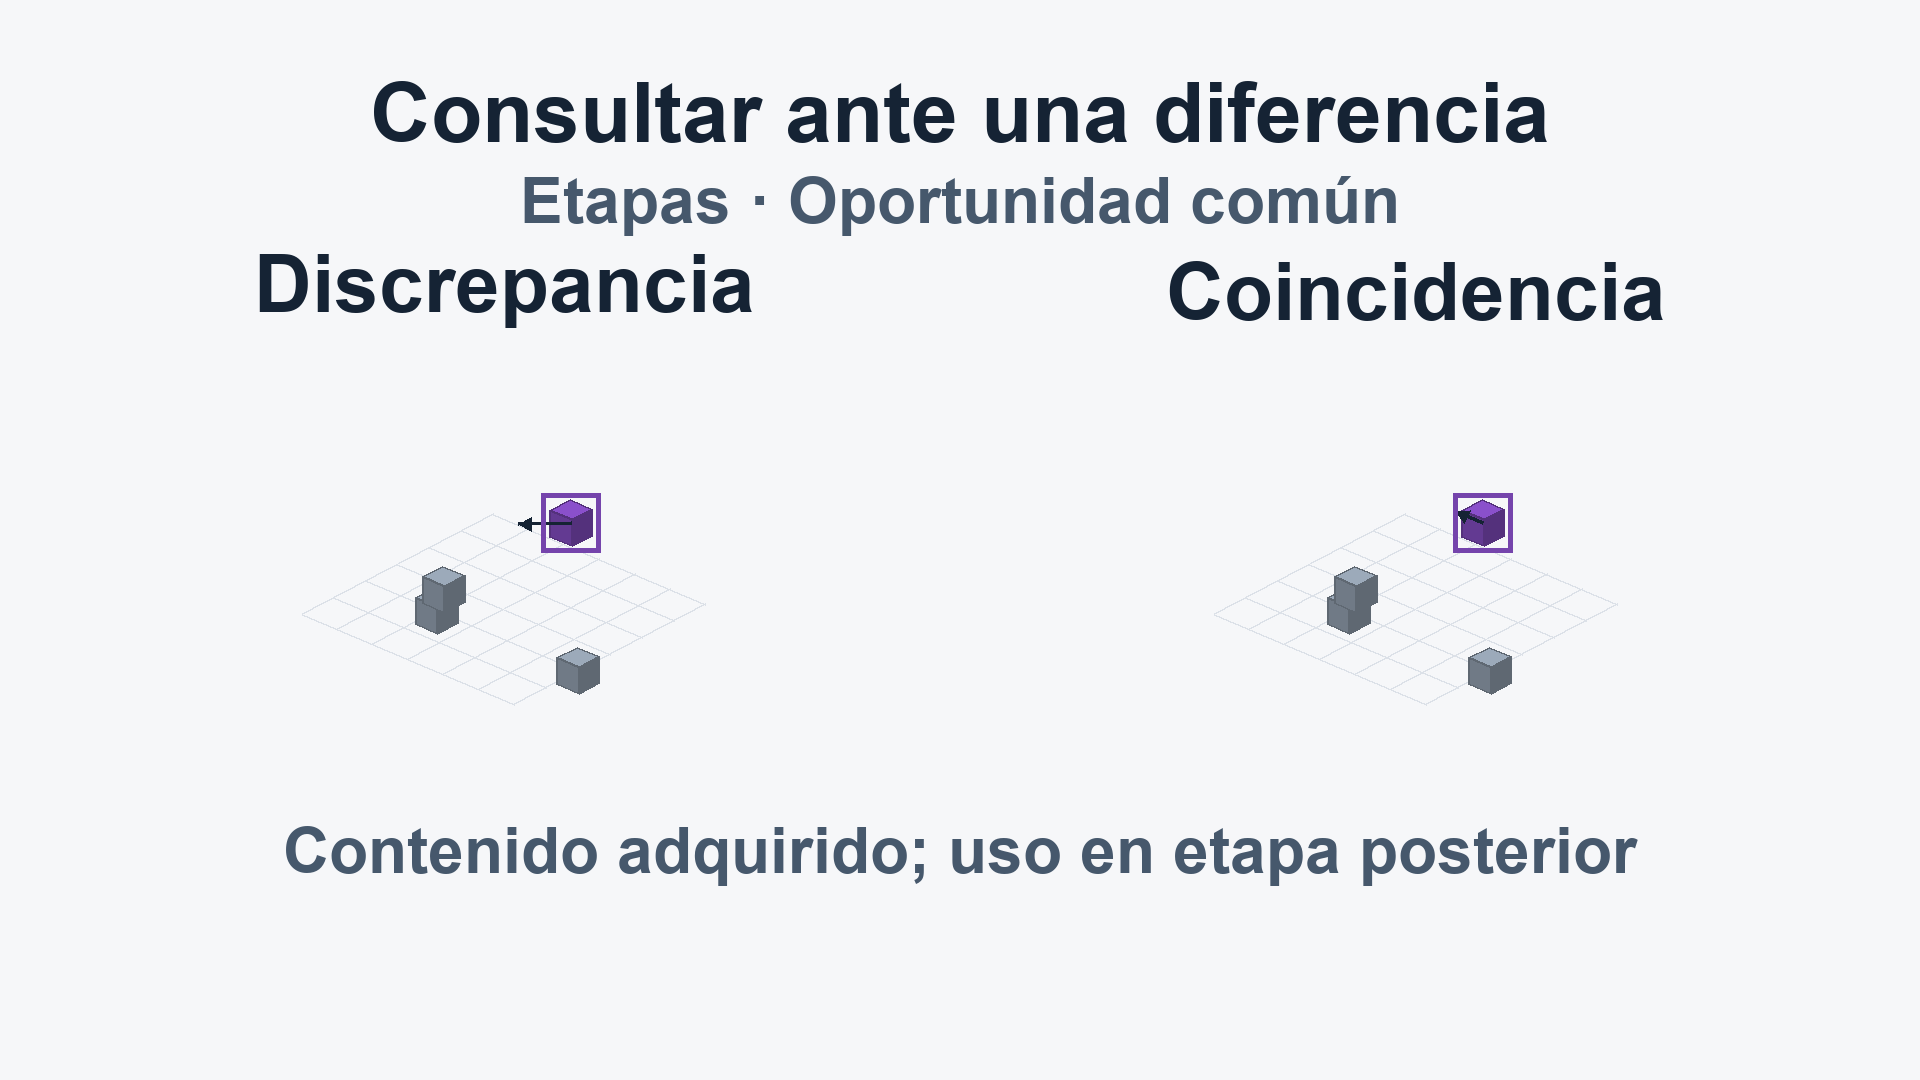 Consultar ante una diferencia
Etapas · Oportunidad común
Discrepancia
Coincidencia
Contenido adquirido; uso en etapa posterior